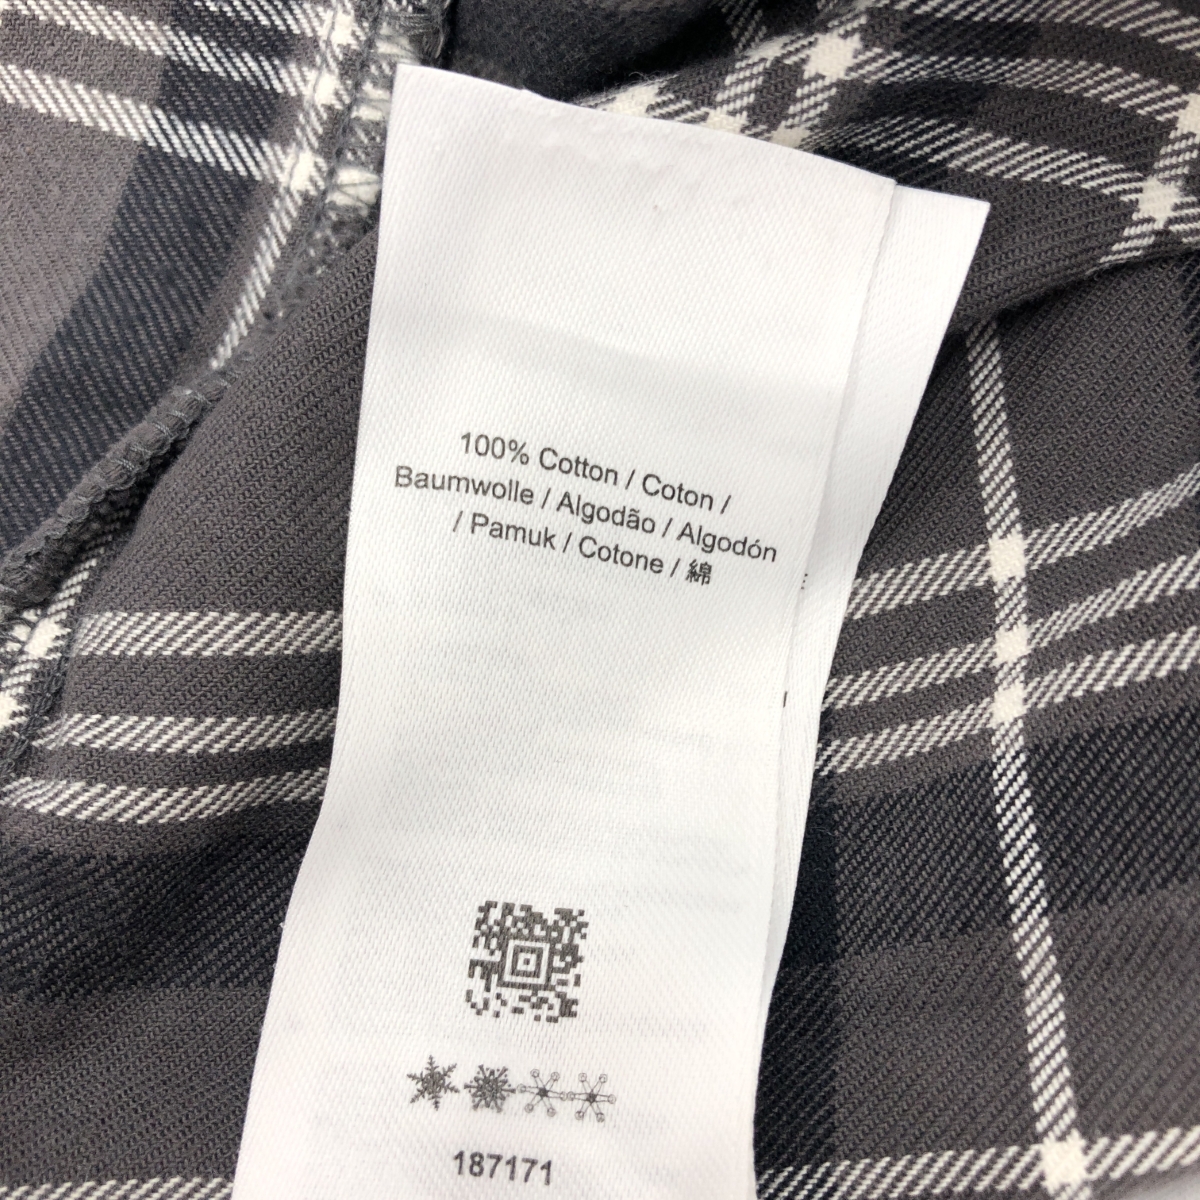 100% Cotton / Coton /
Baumwolle / Algodão / Algodón
/ Pamuk / Cotone / 綿
187171